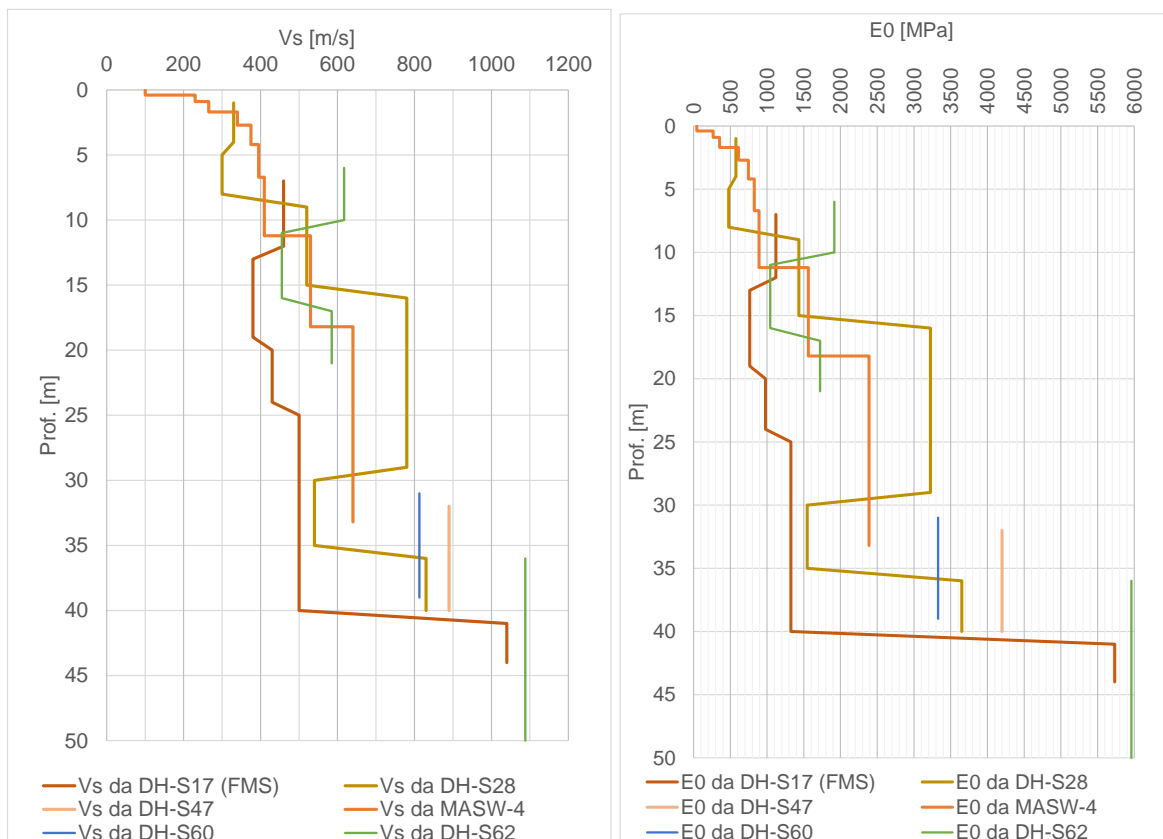 Vs [m/s]
0 200 400 600 800 1000 1200
0
5
10
15
20
25
30
35
40
45
50
Prof. [m]
Vs da DH-S17 (FMS) Vs da DH-S28
Vs da DH-S47 Vs da MASW-4
Vs da DH-S60 Vs da DH-S62
E0 [MPa]
0 500 1000 1500 2000 2500 3000 3500 4000 4500 5000 5500 6000
0
5
10
15
20
25
30
35
40
45
50
Prof. [m]
E0 da DH-S17 (FMS) E0 da DH-S28
E0 da DH-S47 E0 da MASW-4
E0 da DH-S60 E0 da DH-S62